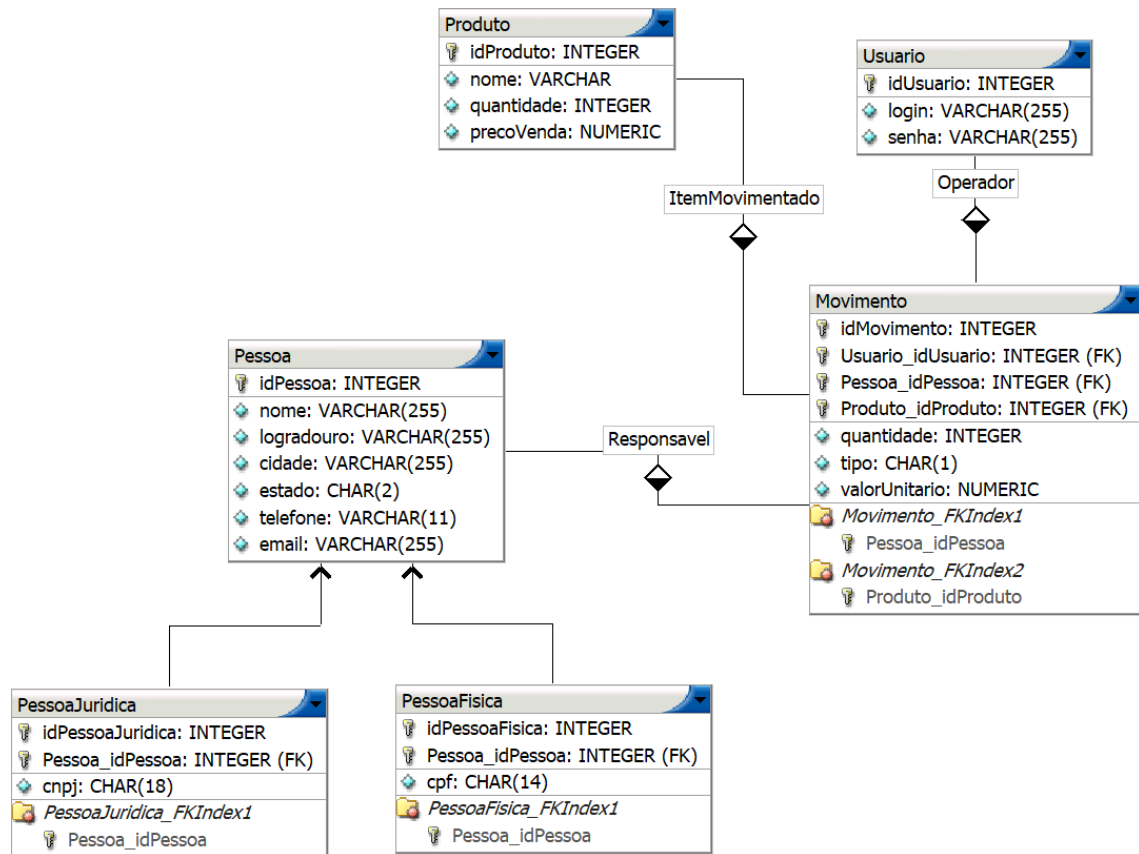 Produto
idProduto: INTEGER
nome: VARCHAR
quantidade: INTEGER
precoVenda: NUMERIC
Usuario
idUsuario: INTEGER
login: VARCHAR(255)
senha: VARCHAR(255)
ItemMovimentado
Operador
Movimento
idMovimento: INTEGER
Usuario_idUsuario: INTEGER (FK)
Pessoa_idPessoa: INTEGER (FK)
Produto_idProduto: INTEGER (FK)
quantidade: INTEGER
tipo: CHAR(1)
valorUnitario: NUMERIC
Movimento_FKIndex1
Pessoa_idPessoa
Movimento_FKIndex2
Produto_idProduto
Pessoa
idPessoa: INTEGER
nome: VARCHAR(255)
logradouro: VARCHAR(255)
cidade: VARCHAR(255)
estado: CHAR(2)
telefone: VARCHAR(11)
email: VARCHAR(255)
Responsavel
PessoaJuridica
idPessoaJuridica: INTEGER
Pessoa_idPessoa: INTEGER (FK)
cnpj: CHAR(18)
PessoaJuridica_FKIndex1
Pessoa_idPessoa
PessoaFisica
idPessoaFisica: INTEGER
Pessoa_idPessoa: INTEGER (FK)
cpf: CHAR(14)
PessoaFisica_FKIndex1
Pessoa_idPessoa